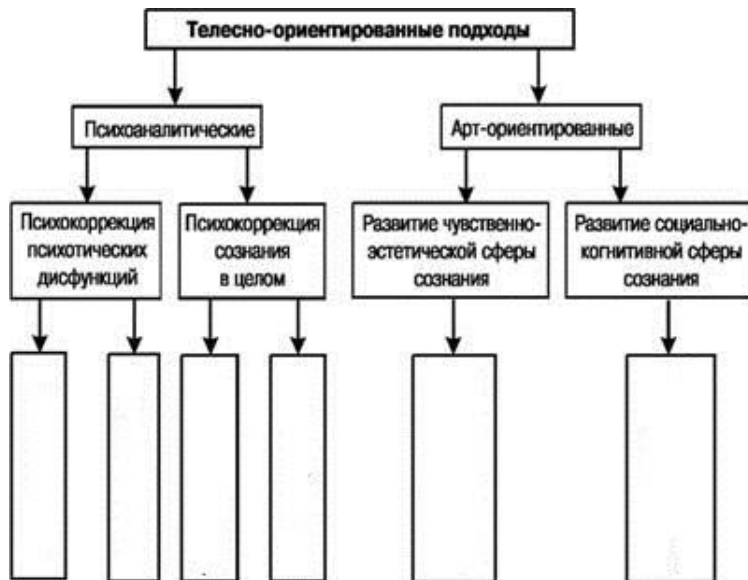 Телесно-ориентированные подходы
Психоаналитические
Арт-ориентированные
Психокоррекция
психотических
дисфункций
Психокоррекция
сознания
в целом
Развитие чувственно-
эстетической сферы
сознания
Развитие социально-
когнитивной сферы
сознания